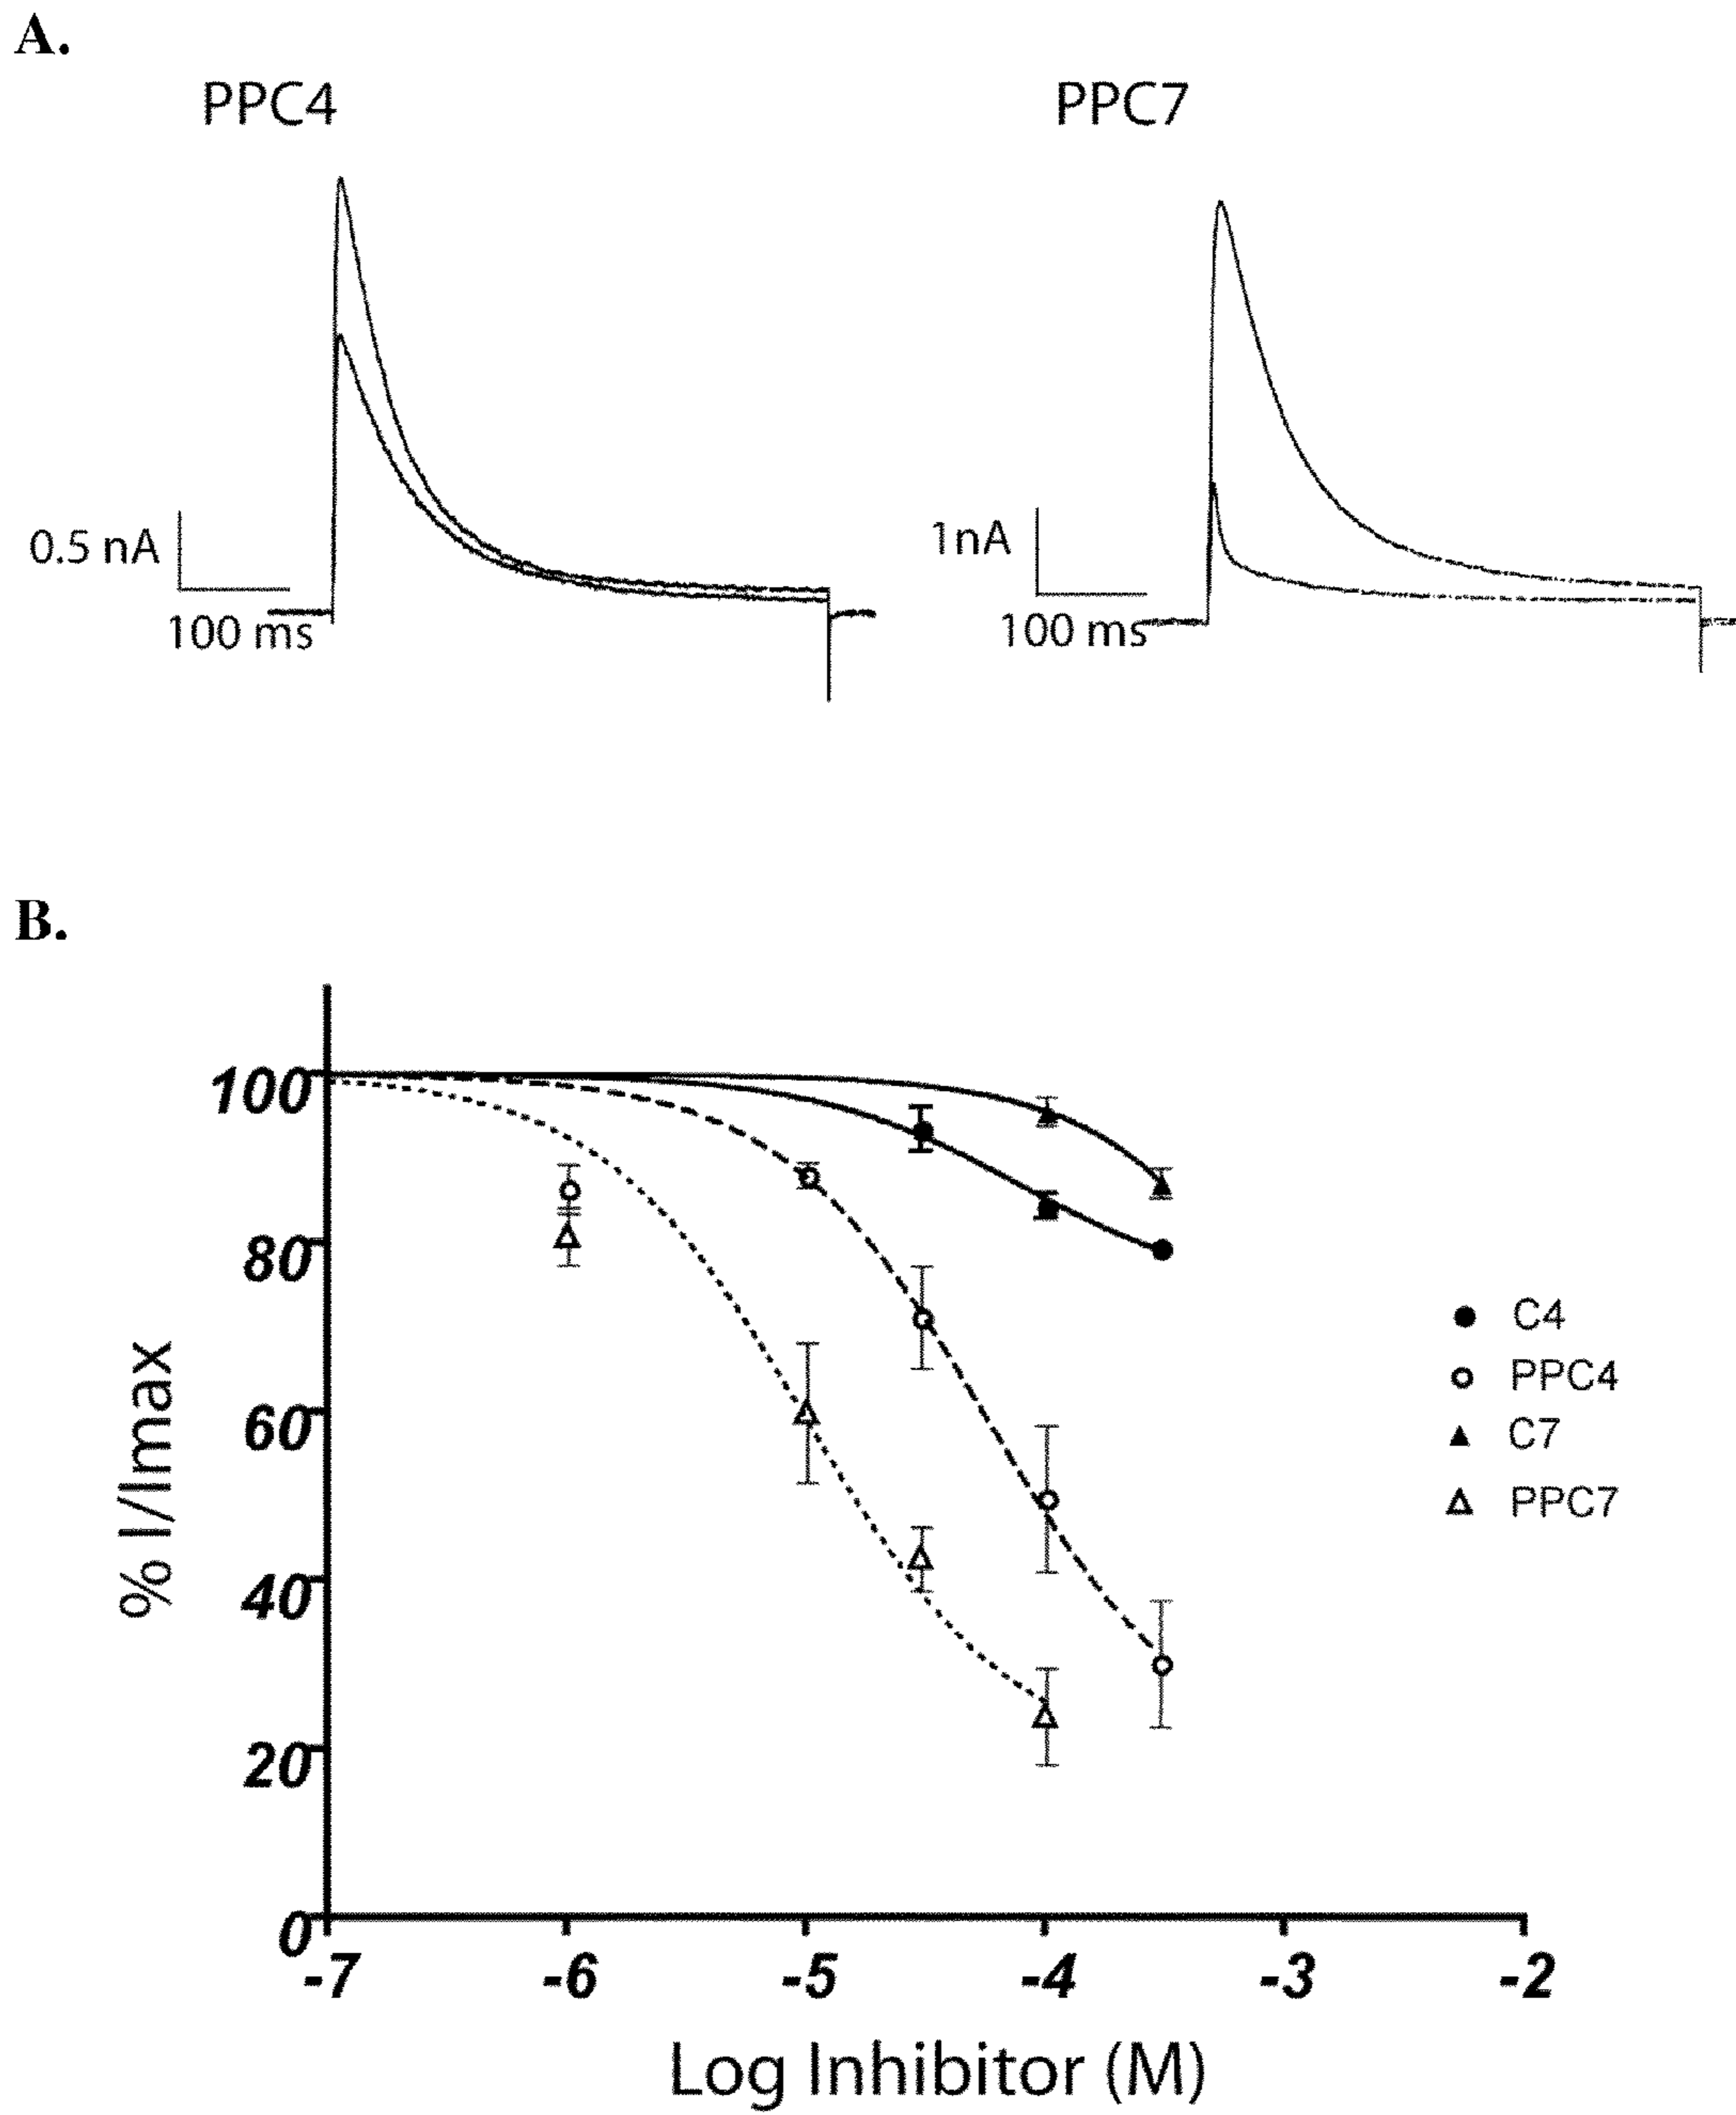 A.
PPC4
PPC7
0.5 nA
100 ms
1nA
100 ms
B.
100
80
60
40
20
0
% I/Imax
-7
-6
-5
-4
-3
-2
Log Inhibitor (M)
C4
PPC4
C7
PPC7